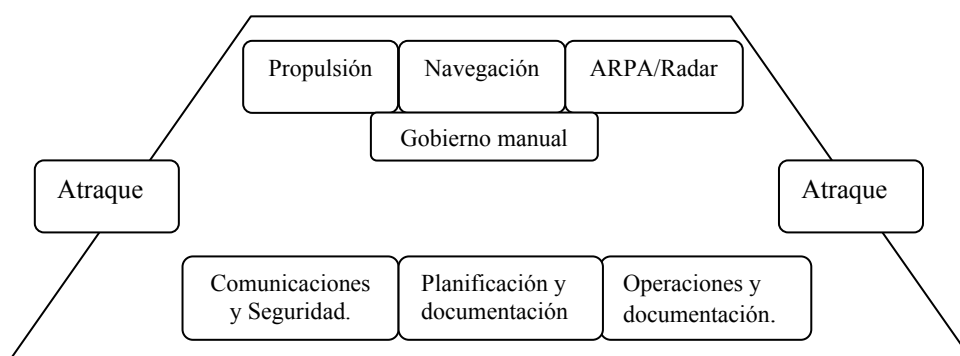 Propulsión
Navegación
ARPA/Radar
Gobierno manual
Atraque
Atraque
Comunicaciones
y Seguridad.
Planificación y
documentación
Operaciones y
documentación.